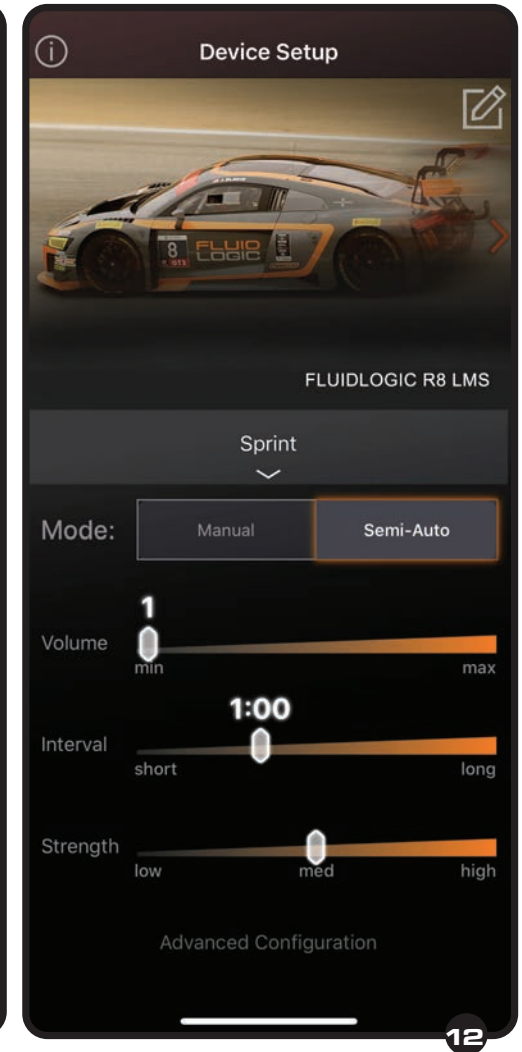 Device Setup
8 FLUID
LOGIC
GT3
FLUIDLOGIC R8 LMS
Sprint
Mode: Manual Semi-Auto
1
Volume
min max
1:00
Interval
short long
Strength
low med high
Advanced Configuration
12